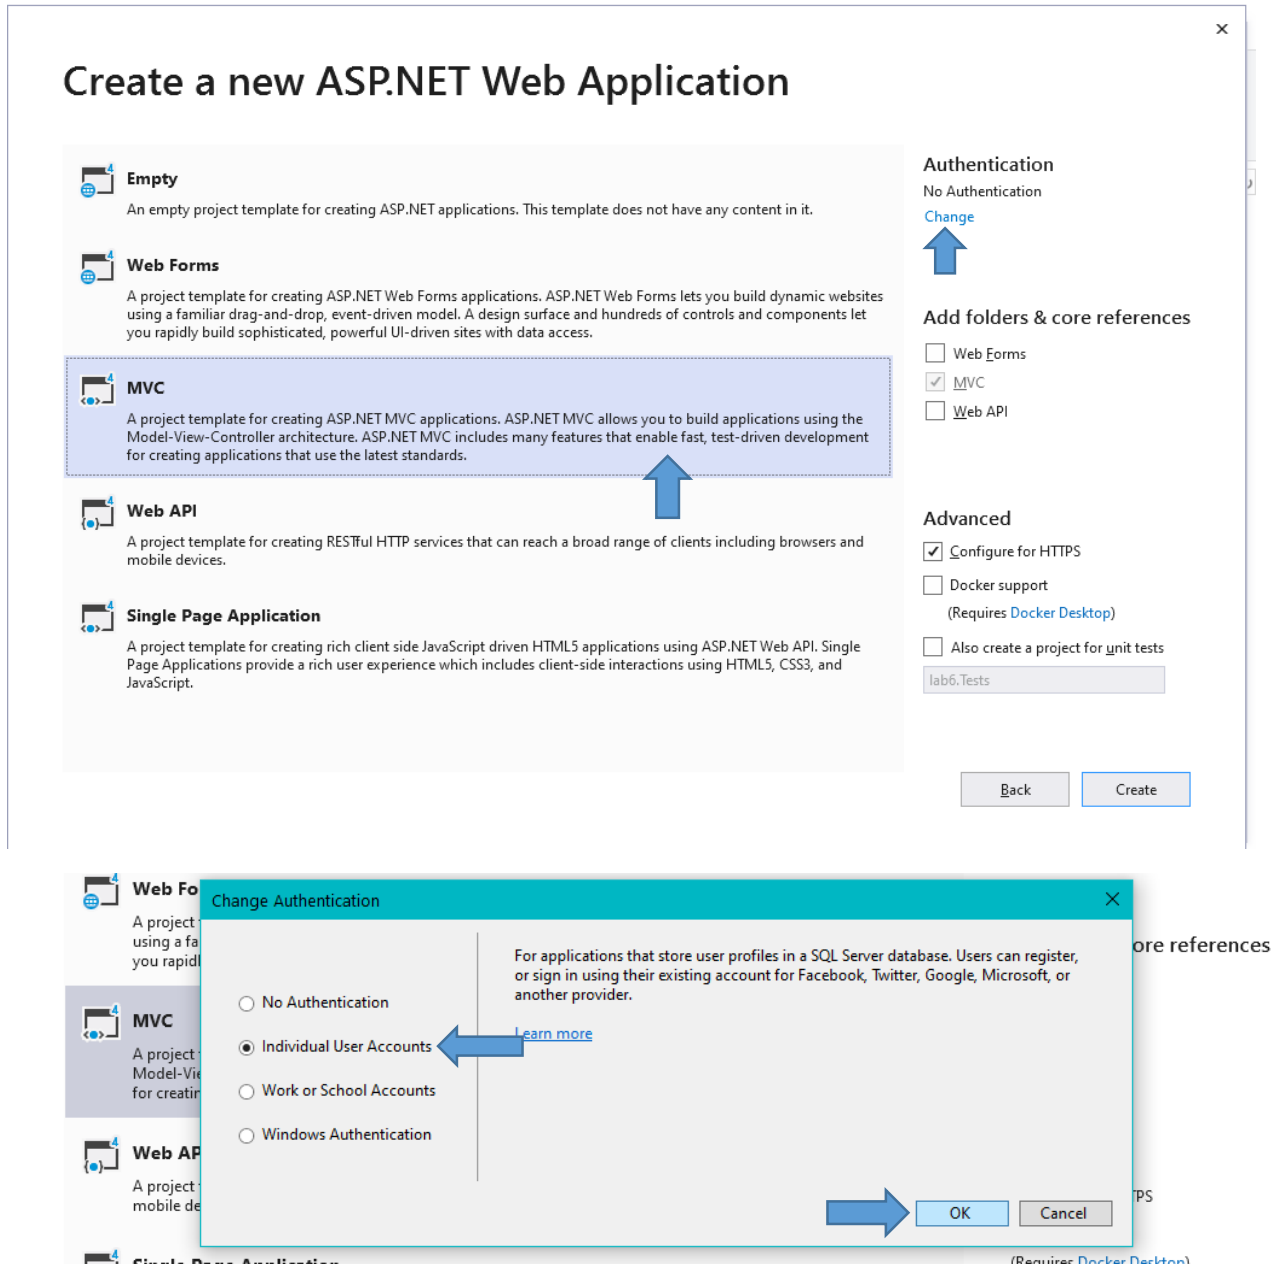 Create a new ASP.NET Web Application
Empty
An empty project template for creating ASP.NET applications. This template does not have any content in it.
Web Forms
A project template for creating ASP.NET Web Forms applications. ASP.NET Web Forms lets you build dynamic websites
using a familiar drag-and-drop, event-driven model. A design surface and hundreds of controls and components let
you rapidly build sophisticated, powerful UI-driven sites with data access.
MVC
A project template for creating ASP.NET MVC applications. ASP.NET MVC allows you to build applications using the
Model-View-Controller architecture. ASP.NET MVC includes many features that enable fast, test-driven development
for creating applications that use the latest standards.
Web API
A project template for creating RESTful HTTP services that can reach a broad range of clients including browsers and
mobile devices.
Single Page Application
A project template for creating rich client side JavaScript driven HTML5 applications using ASP.NET Web API. Single
Page Applications provide a rich user experience which includes client-side interactions using HTML5, CSS3, and
JavaScript.
Authentication
No Authentication
Change
Add folders & core references
Web Forms
MVC
Web API
Advanced
Configure for HTTPS
Docker support
(Requires Docker Desktop)
Also create a project for unit tests
lab6.Tests
Back
Create
Web Fo
A project
using a fa
you rapidl
MVC
A project
Model-Vie
for creatin
Web AP
A project
mobile de
Single Page Application
Change Authentication
No Authentication
Individual User Accounts
Work or School Accounts
Windows Authentication
For applications that store user profiles in a SQL Server database. Users can register,
or sign in using their existing account for Facebook, Twitter, Google, Microsoft, or
another provider.
Learn more
OK
Cancel
ore references
TPS
(Requires Docker Desktop)